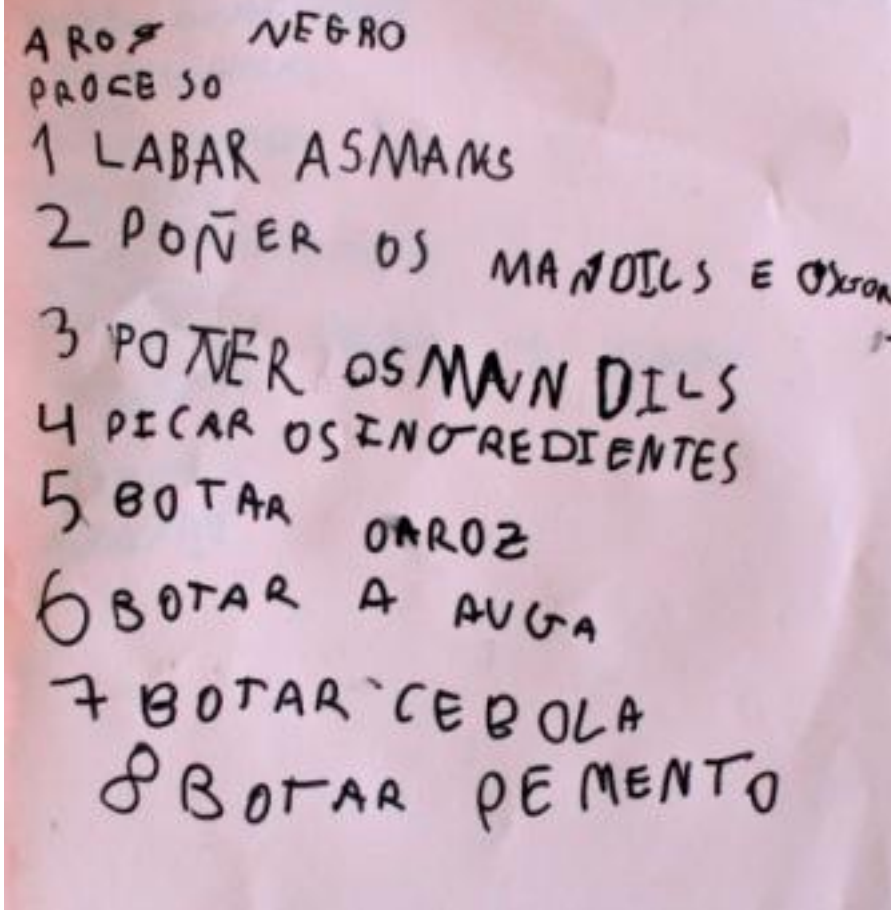 AROZ NEGRO
PROCESO
1 LABAR ASMANS
2 POÑER OS MANDILS E
3 POÑER OSMANDILS
4 PICAR OSINGREDIENTES
5 BOTAR OAROZ
6 BOTAR A AUGA
7 BOTAR CEBOLA
8 BOTAR PEMENTO